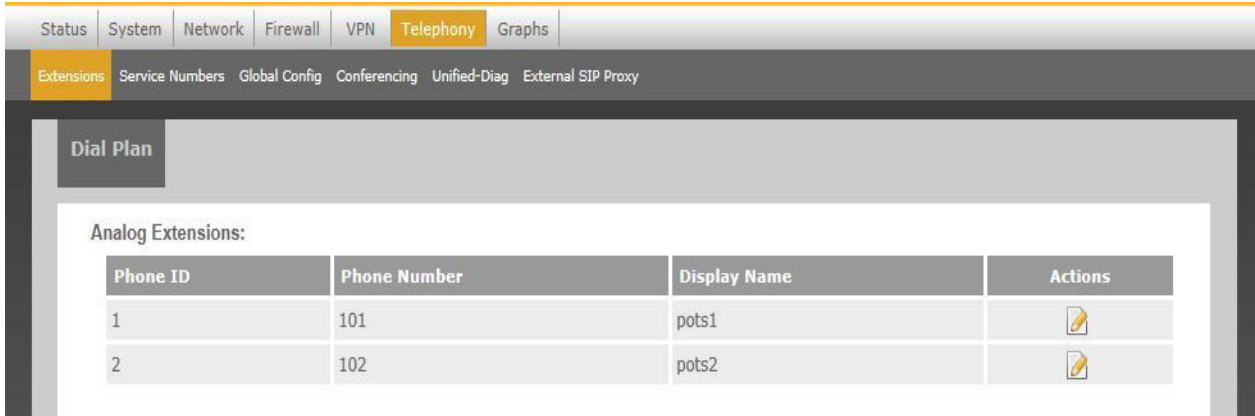 Status System Network Firewall VPN Telephony Graphs
Extensions Service Numbers Global Config Conferencing Unified-Diag External SIP Proxy
Dial Plan
Analog Extensions:
Phone ID Phone Number Display Name Actions
1 101 pots1
2 102 pots2